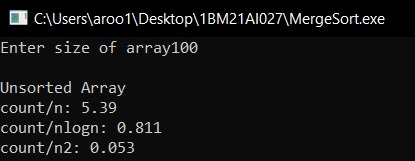 C:\Users\aroo1\Desktop\1BM21AI027\MergeSort.exe
Enter size of array100
Unsorted Array
count/n: 5.39
count/nlogn: 0.811
count/n2: 0.053